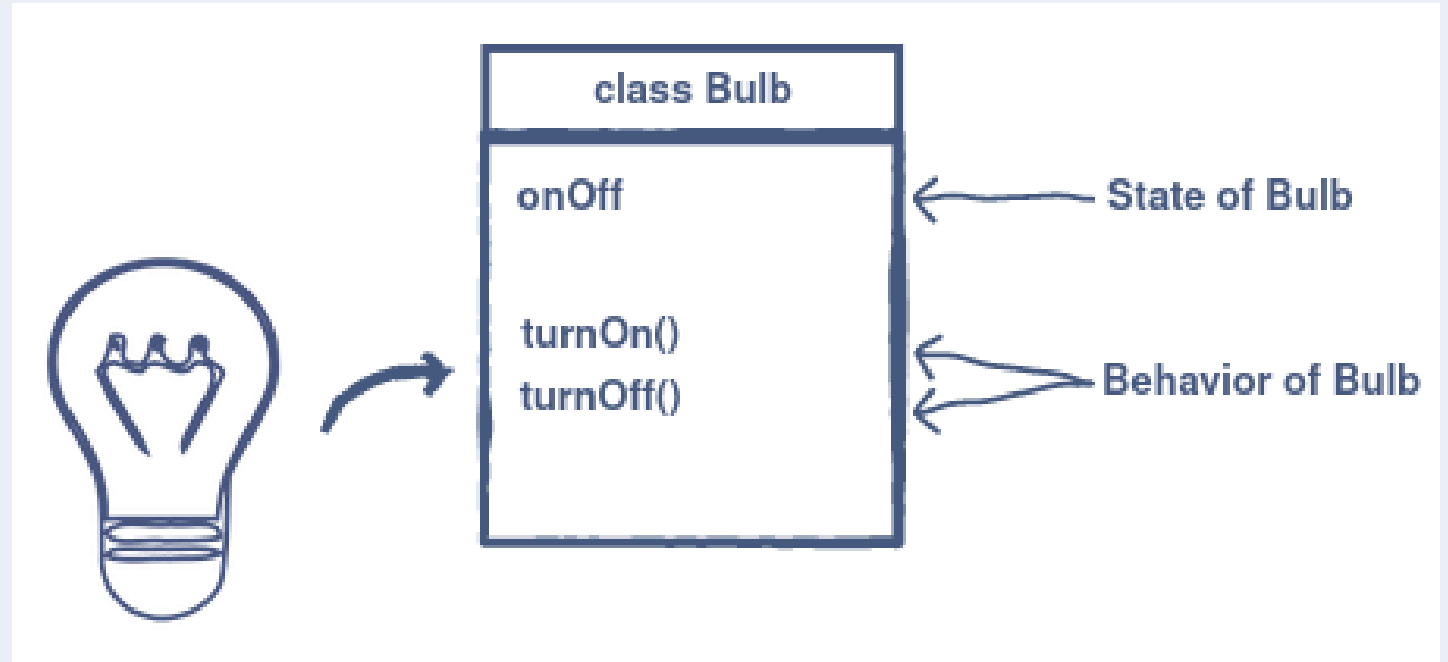 class Bulb
onOff
State of Bulb
turnOn()
turnOff()
Behavior of Bulb